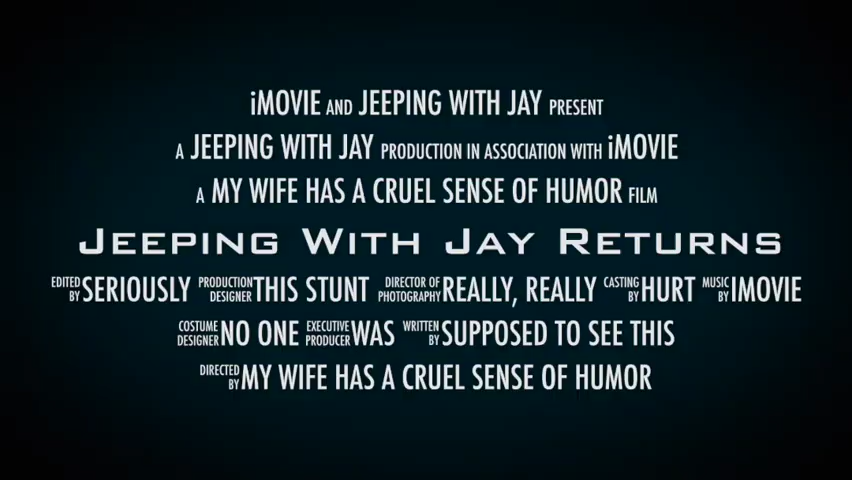 iMOVIE AND JEEPING WITH JAY PRESENT
A JEEPING WITH JAY PRODUCTION IN ASSOCIATION WITH iMOVIE
A MY WIFE HAS A CRUEL SENSE OF HUMOR FILM
JEEPING WITH JAY RETURNS
EDITED BY SERIOUSLY PRODUCTION DESIGNER THIS STUNT DIRECTOR OF PHOTOGRAPHY REALLY, REALLY CASTING BY HURT MUSIC BY IMOVIE
COSTUME DESIGNER NO ONE EXECUTIVE PRODUCER WAS WRITTEN BY SUPPOSED TO SEE THIS
DIRECTED BY MY WIFE HAS A CRUEL SENSE OF HUMOR